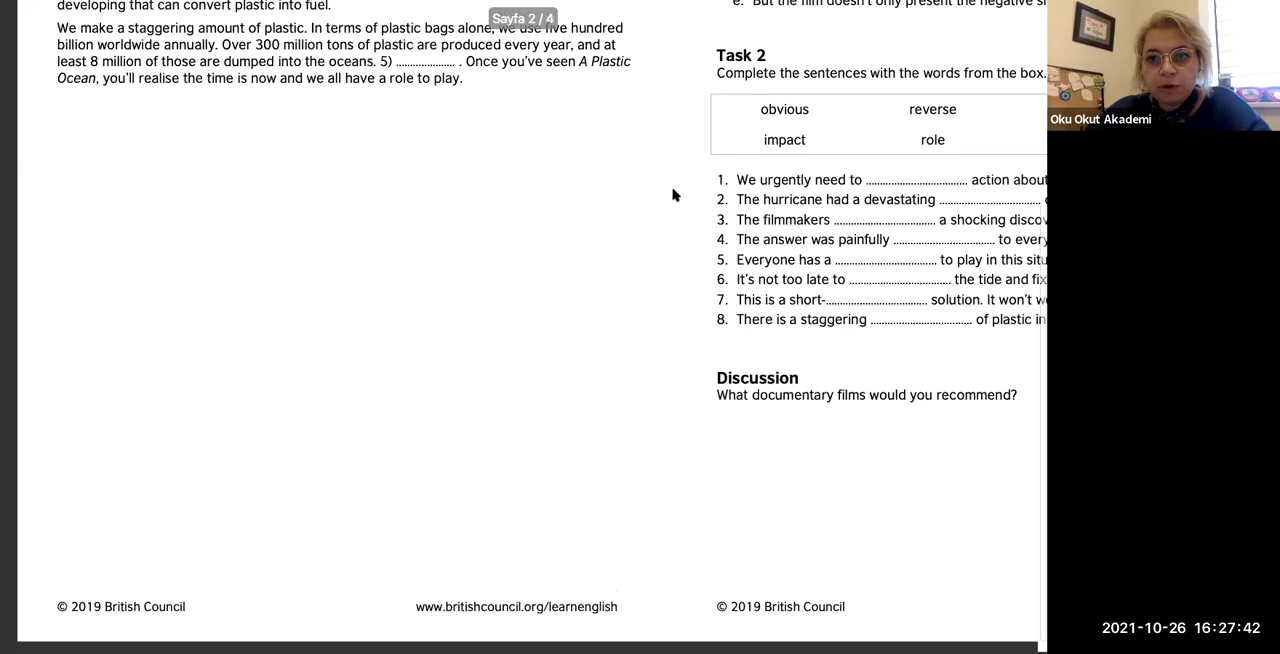 developing that can convert plastic into fuel.
Sayfa 2 / 4
We make a staggering amount of plastic. In terms of plastic bags alone, we use five hundred
billion worldwide annually. Over 300 million tons of plastic are produced every year, and at
least 8 million of those are dumped into the oceans. 5) ..................... . Once you've seen A Plastic
Ocean, you'll realise the time is now and we all have a role to play.
© 2019 British Council
www.britishcouncil.org/learnenglish
e. But the film doesn't only present the negative
Task 2
Complete the sentences with the words from the box.
obvious reverse
impact role
1. We urgently need to .................................. action about
2. The hurricane had a devastating ..................................
3. The filmmakers .................................. a shocking
4. The answer was painfully .................................. to
5. Everyone has a .................................. to play in this
6. It's not too late to .................................. the tide and
7. This is a short-.................................. solution. It won't
8. There is a staggering .................................. of plastic
Discussion
What documentary films would you recommend?
© 2019 British Council
Oku Okut Akademi
2021-10-26 16:27:42